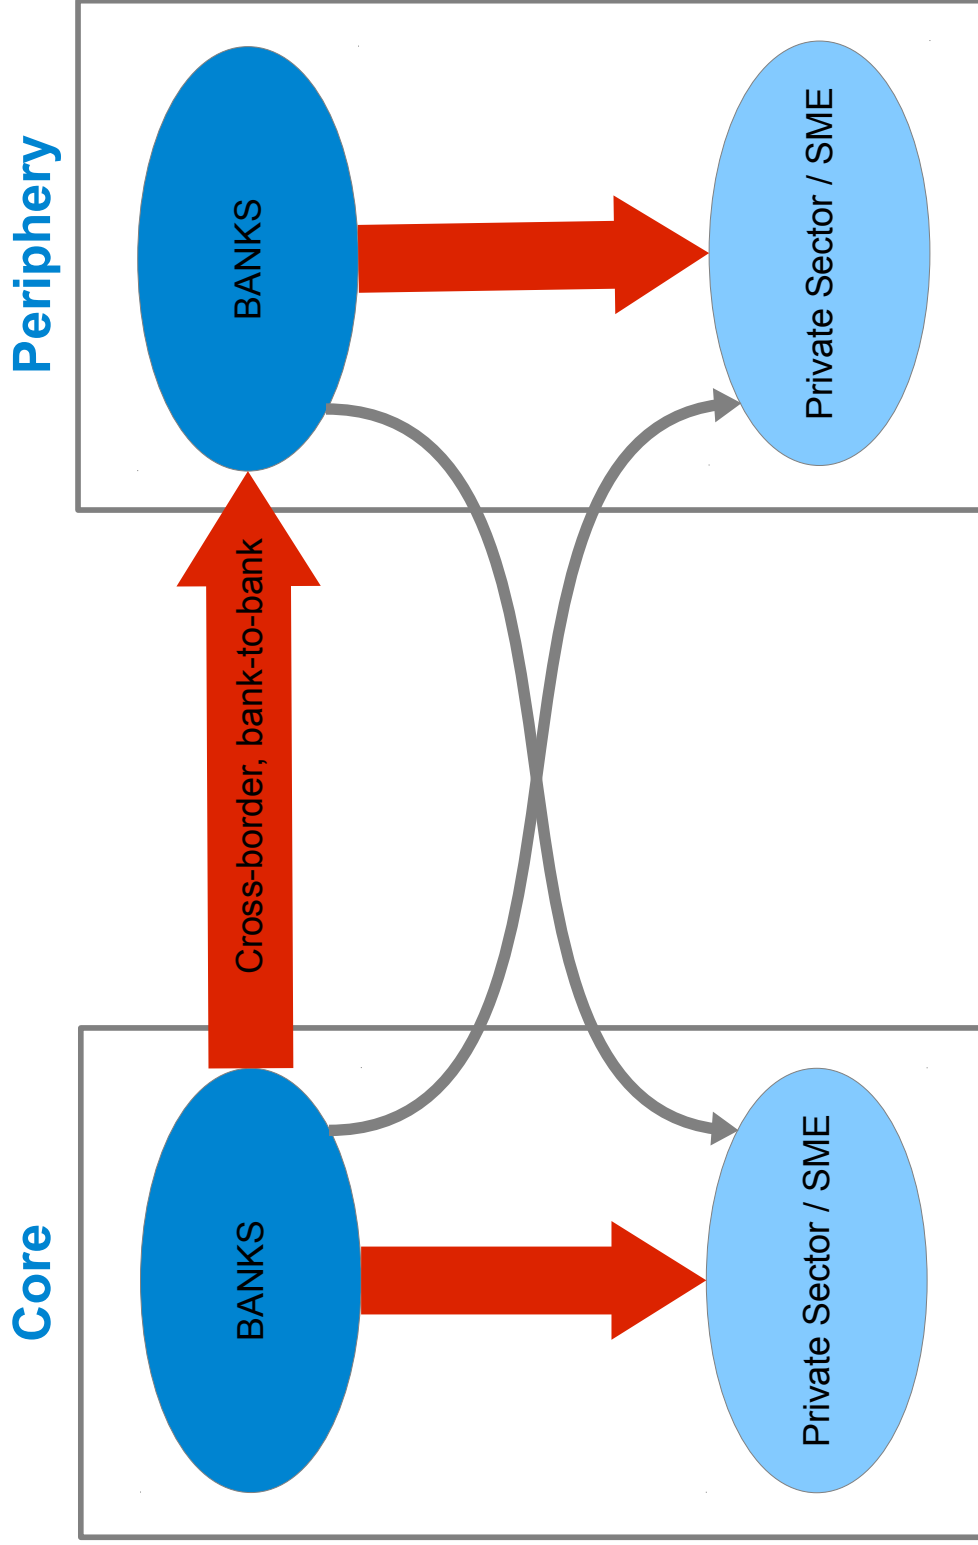 Core
Periphery
BANKS
Cross-border, bank-to-bank
BANKS
Private Sector / SME
Private Sector / SME